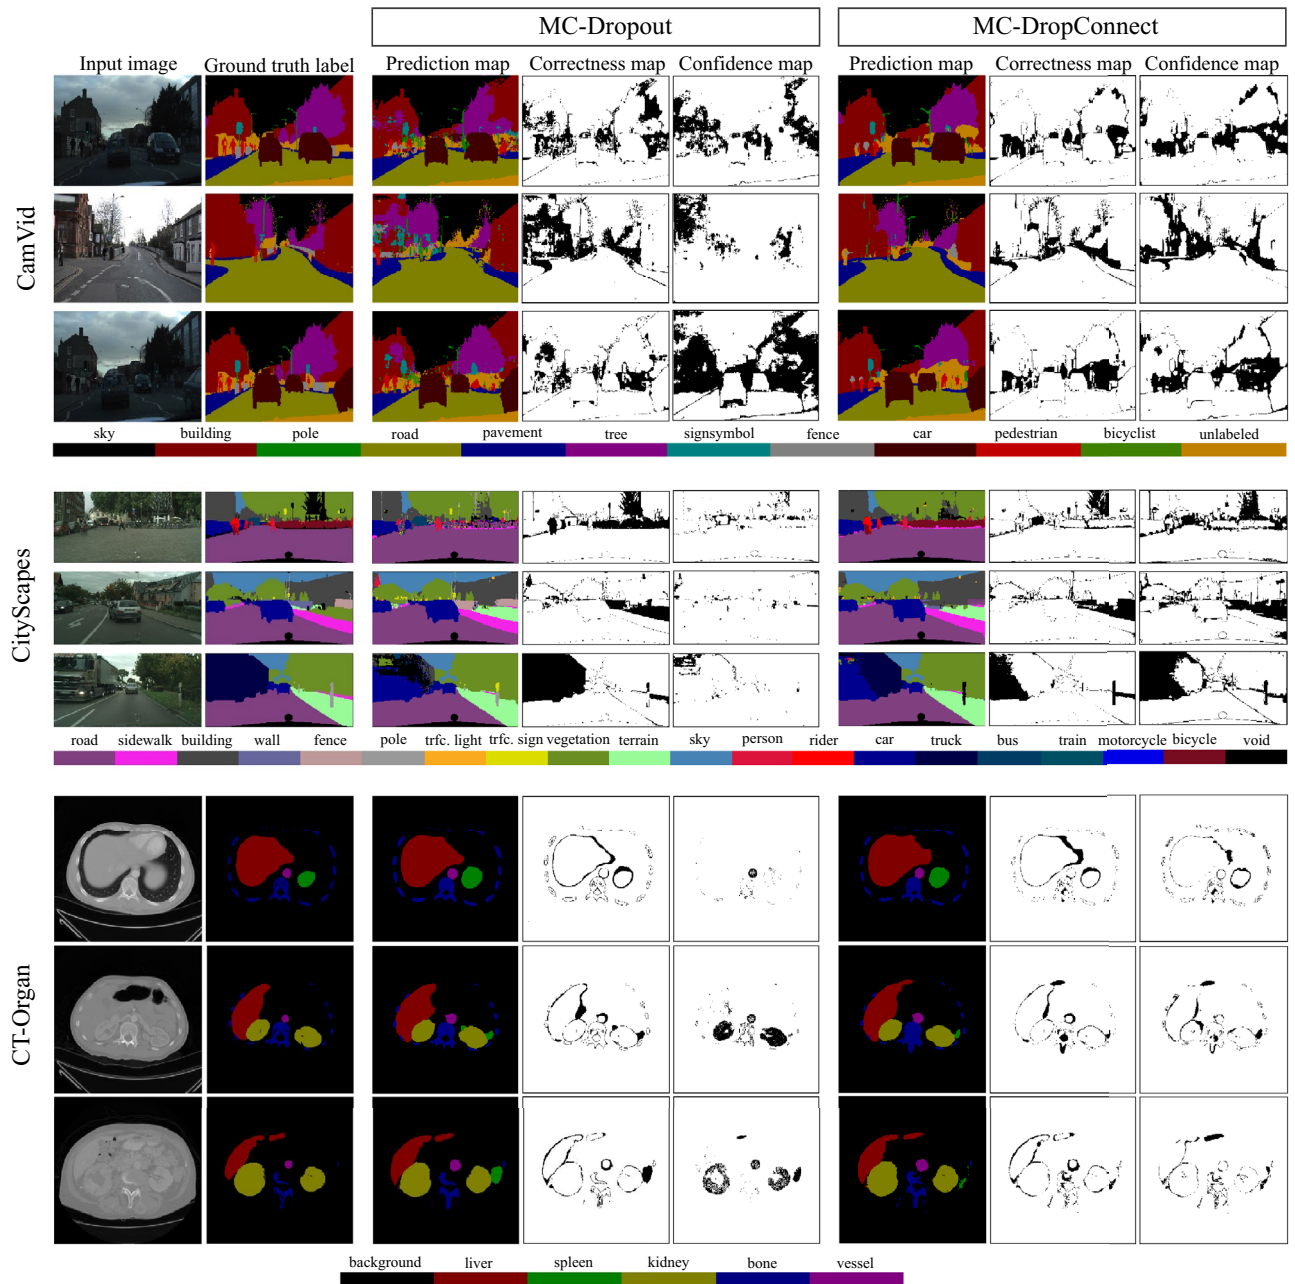 MC-Dropout MC-DropConnect
Input image Ground truth label Prediction map Correctness map Confidence map Prediction map Correctness map Confidence map
CamVid
sky building pole road pavement tree signsymbol fence car pedestrian bicyclist unlabeled
CityScapes
road sidewalk building wall fence pole trfc. light trfc. sign vegetation terrain sky person rider car truck bus train motorcycle bicycle void
CT-Organ
background liver spleen kidney bone vessel